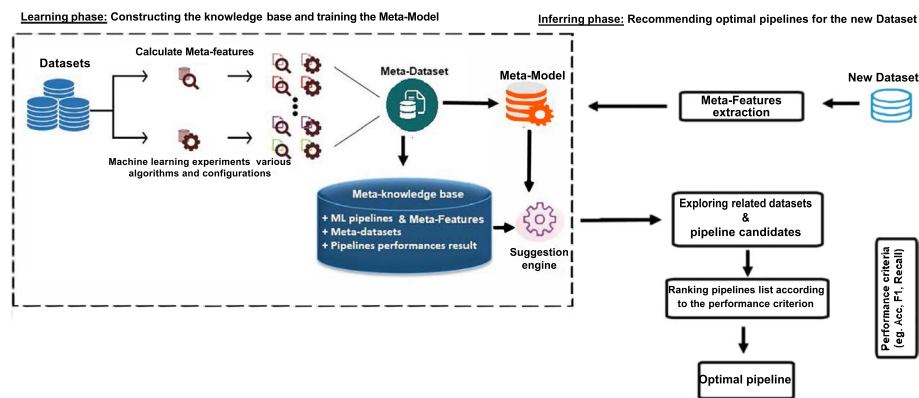 Learning phase: Constructing the knowledge base and training the Meta-Model
Inferring phase: Recommending optimal pipelines for the new Dataset
Calculate Meta-features
Datasets
Machine learning experiments various
algorithms and configurations
Meta-Dataset
Meta-Model
Meta-knowledge base
+ ML pipelines & Meta-Features
+ Meta-datasets
+ Pipelines performances result
Suggestion
engine
New Dataset
Meta-Features
extraction
Exploring related datasets
&
pipeline candidates
Ranking pipelines list according
to the performance criterion
Optimal pipeline
Performance criteria
(eg. Acc, F1, Recall)